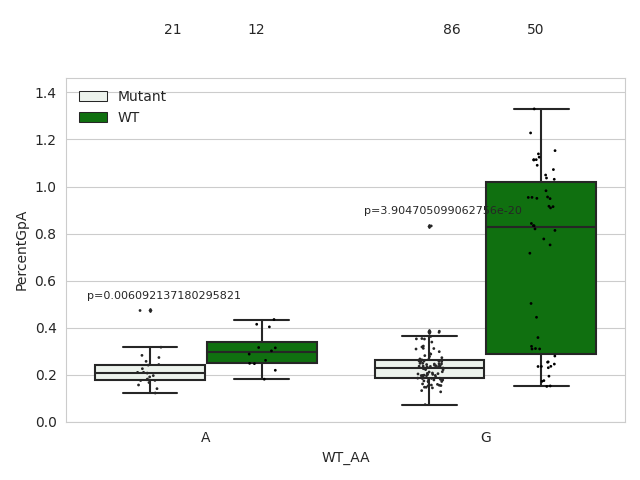 21 12 86 50
1.4
Mutant
WT
1.2
1.0
p=3.904705099062756e-20
0.8
PercentGpA
0.6
p=0.006092137180295821
0.4
0.2
0.0
A G
WT_AA